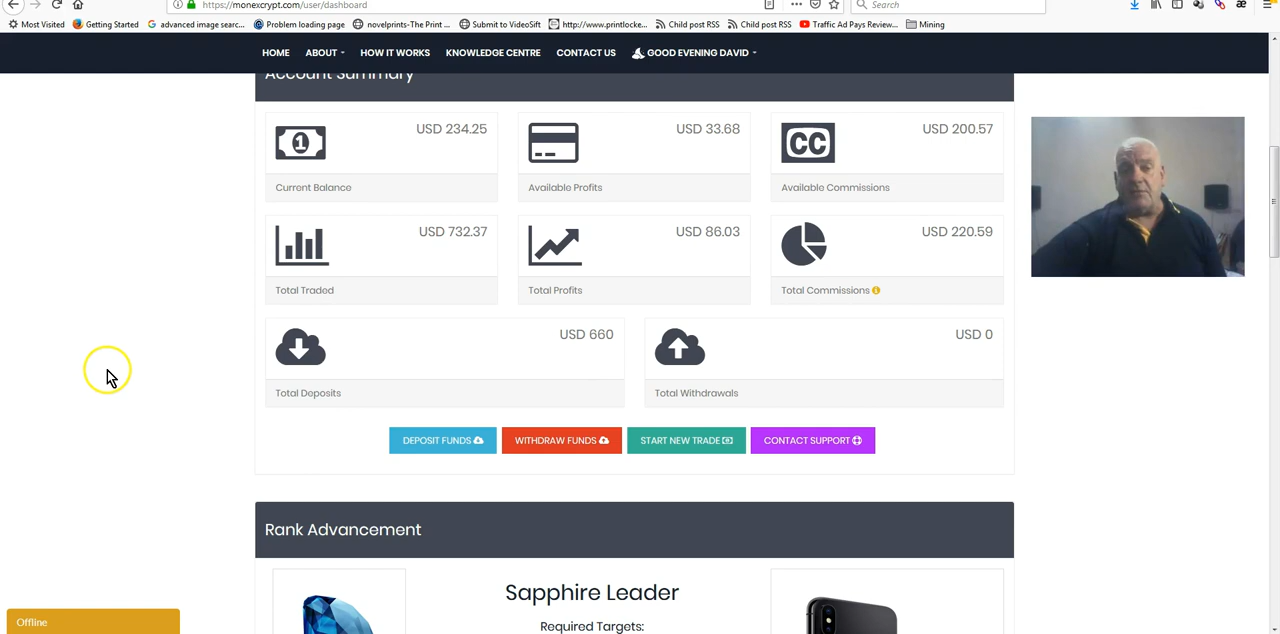 https://monexcrypt.com/user/dashboard
Search
Most Visited Getting Started advanced image searc... Problem loading page novelprints-The Print ... Submit to VideoSift http://www.printlocke... Child post RSS Child post RSS Traffic Ad Pays Review... Mining
HOME ABOUT HOW IT WORKS KNOWLEDGE CENTRE CONTACT US GOOD EVENING DAVID
Account Summary
1 USD 234.25 USD 33.68 CC USD 200.57
Current Balance Available Profits Available Commissions
USD 732.37 USD 86.03 USD 220.59
Total Traded Total Profits Total Commissions
USD 660 USD 0
Total Deposits Total Withdrawals
DEPOSIT FUNDS WITHDRAW FUNDS START NEW TRADE CONTACT SUPPORT
Rank Advancement
Sapphire Leader
Required Targets:
Offline